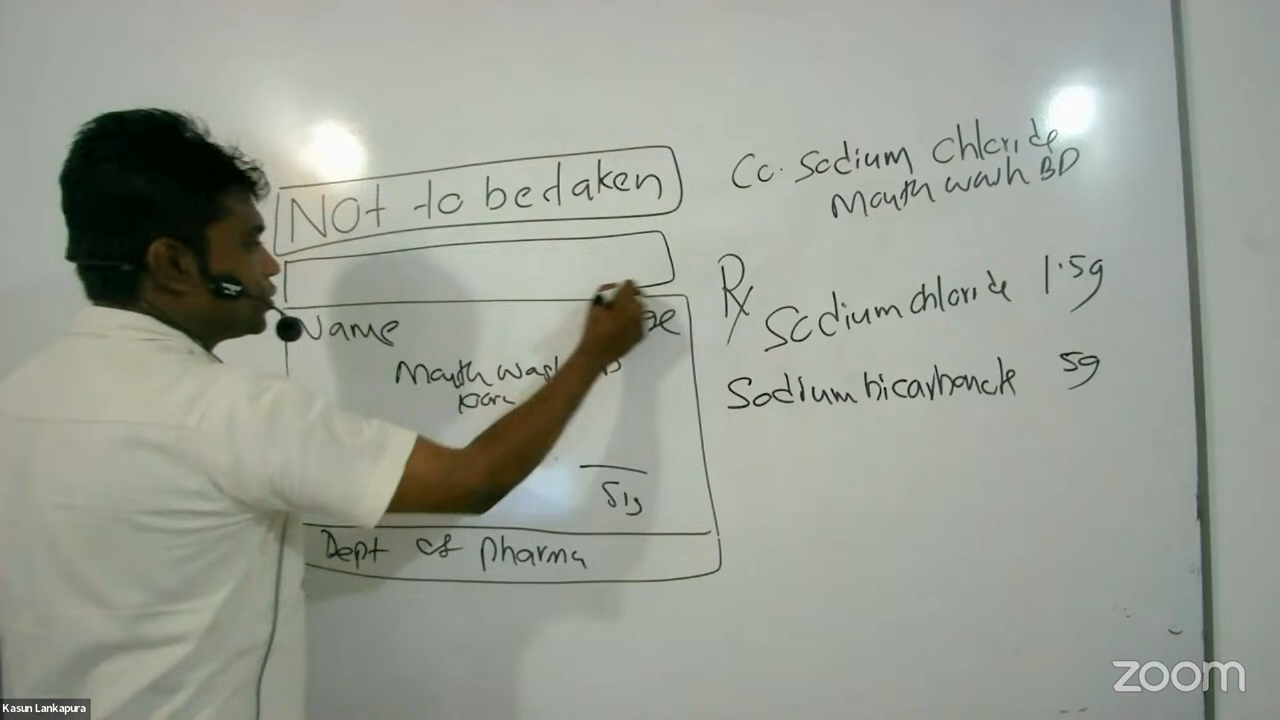 NOt to be taken
Name
Mouth wash
Dept of pharma
Co. Sodium chloride
Mouth wash BD
Rx
Sodium chloride 1.5g
Sodium bicarbonate 5g
zoom
Kasun Lankapura